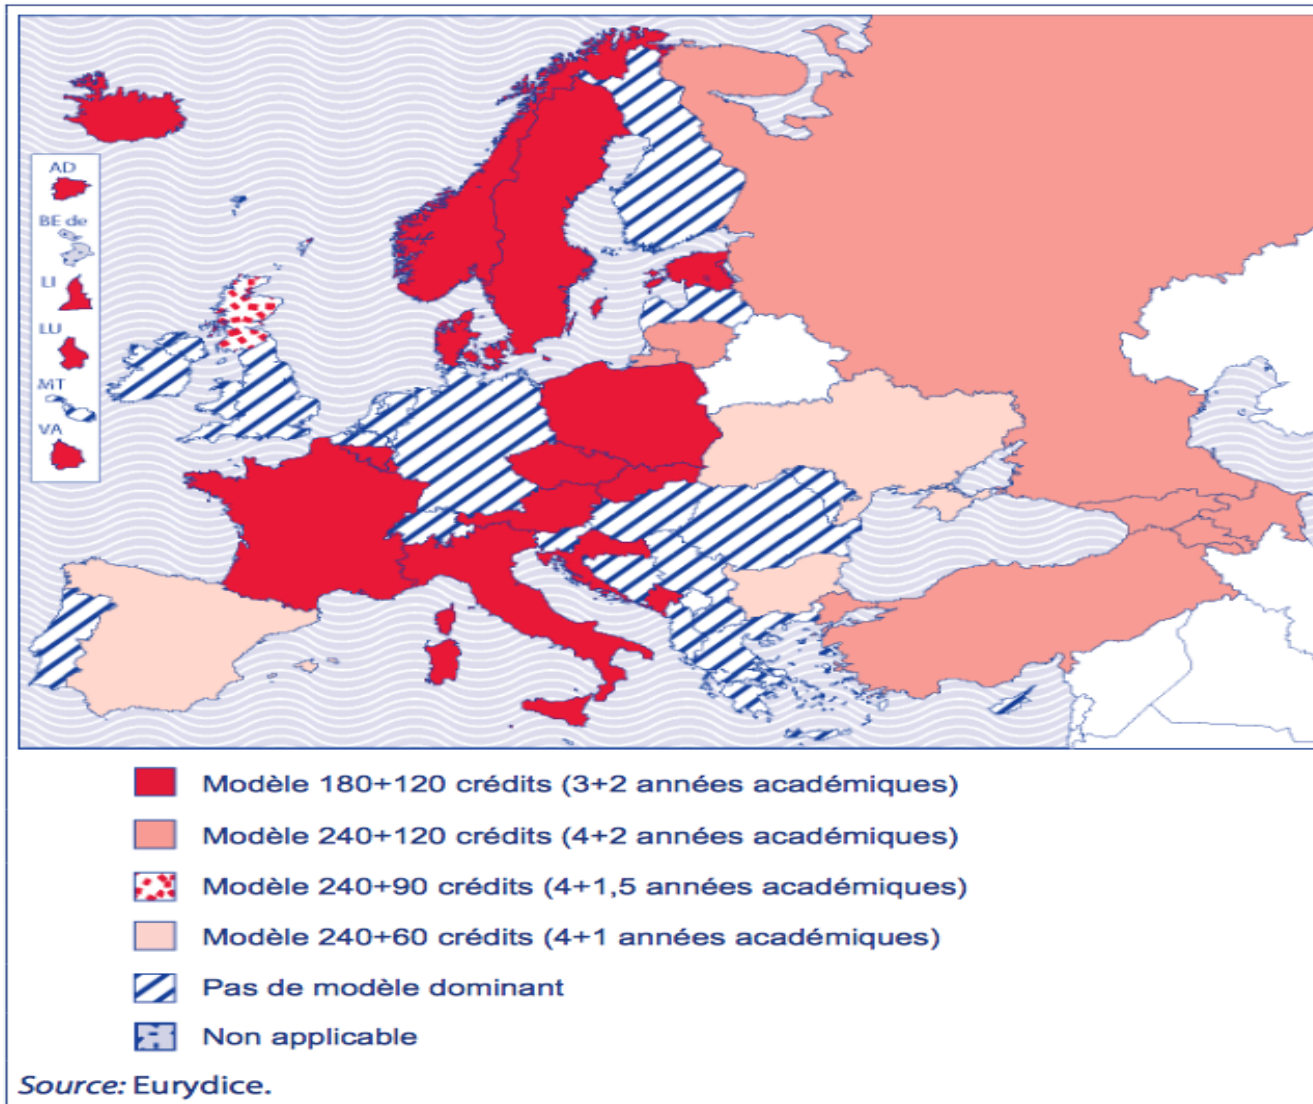 AD
BE de
LI
LU
MT
VA
Modèle 180+120 crédits (3+2 années académiques)
Modèle 240+120 crédits (4+2 années académiques)
Modèle 240+90 crédits (4+1,5 années académiques)
Modèle 240+60 crédits (4+1 années académiques)
Pas de modèle dominant
Non applicable
Source: Eurydice.